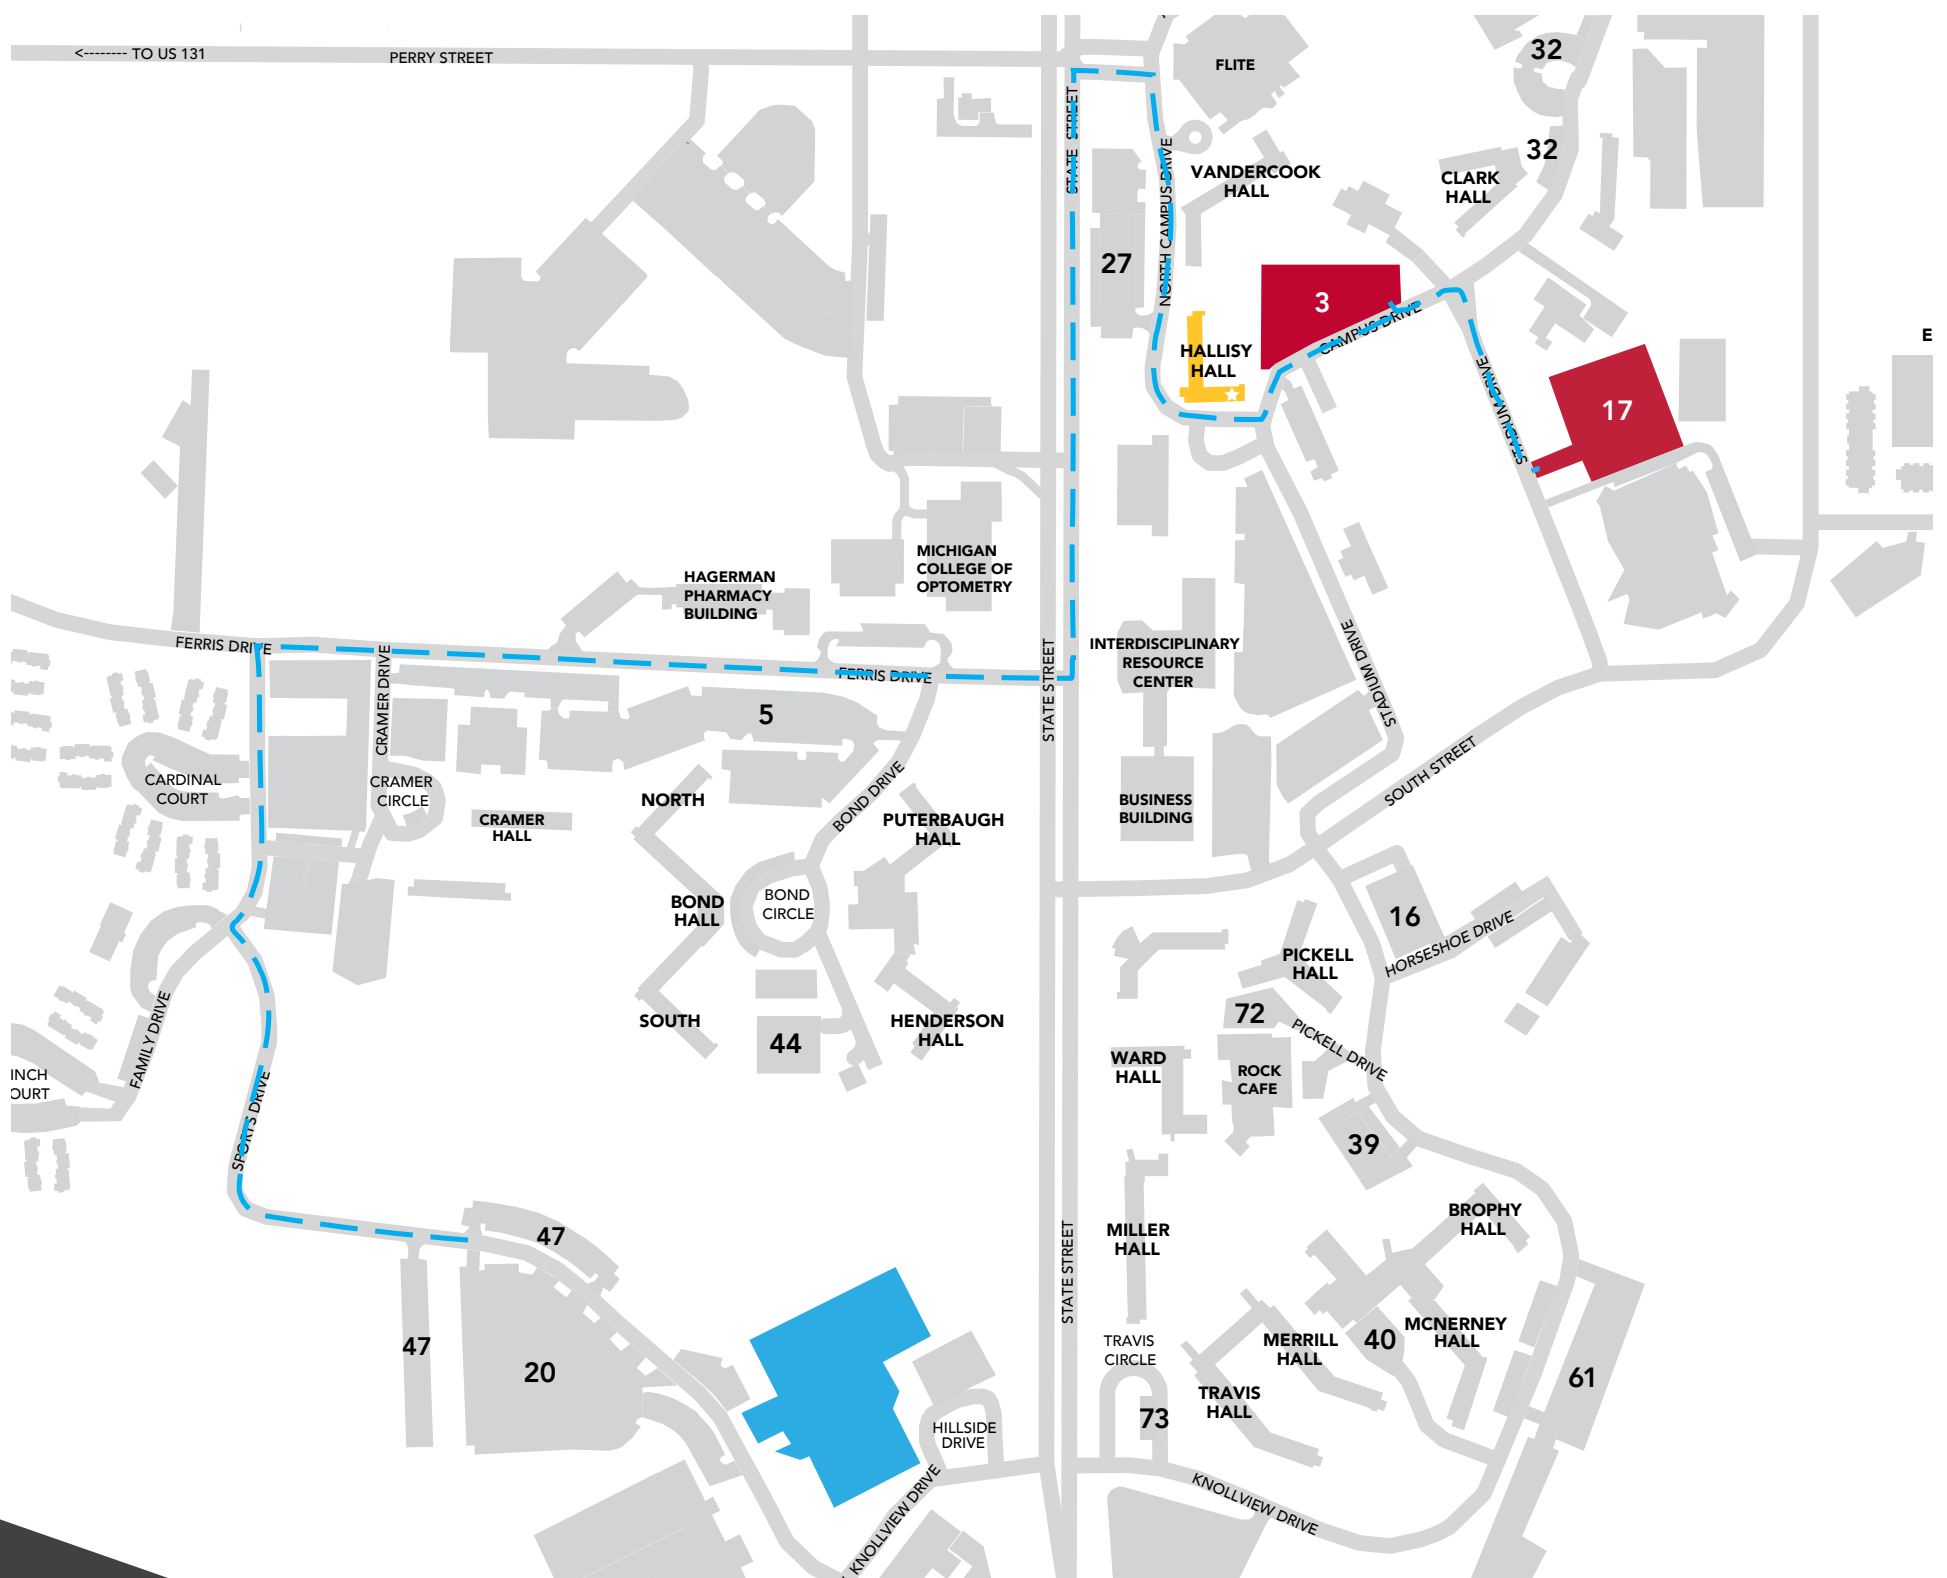 <-------- TO US 131
PERRY STREET
FLITE
32
STATE STREET
NORTH CAMPUS DRIVE
32
VANDERCOOK
HALL
CLARK
HALL
27
3
CAMPUS DRIVE
HALLISY
HALL
E
STADIUM DRIVE
17
MICHIGAN
COLLEGE OF
OPTOMETRY
HAGERMAN
PHARMACY
BUILDING
FERRIS DRIVE
CRAMER DRIVE
FERRIS DRIVE
STATE STREET
INTERDISCIPLINARY
RESOURCE
CENTER
STADIUM DRIVE
5
CARDINAL
COURT
CRAMER
CIRCLE
NORTH
BOND DRIVE
SOUTH STREET
CRAMER
HALL
PUTERBAUGH
HALL
BUSINESS
BUILDING
BOND
HALL
BOND
CIRCLE
16
HORSESHOE DRIVE
PICKELL
HALL
SOUTH
44
HENDERSON
HALL
72
PICKELL DRIVE
FAMILY DRIVE
INCH
OURT
WARD
HALL
ROCK
CAFE
SPORTS DRIVE
39
47
MILLER
HALL
BROPHY
HALL
STATE STREET
47
20
TRAVIS
CIRCLE
MERRILL
HALL
40
MCNERNEY
HALL
61
TRAVIS
HALL
73
HILLSIDE
DRIVE
KNOLLVIEW DRIVE
KNOLLVIEW DRIVE